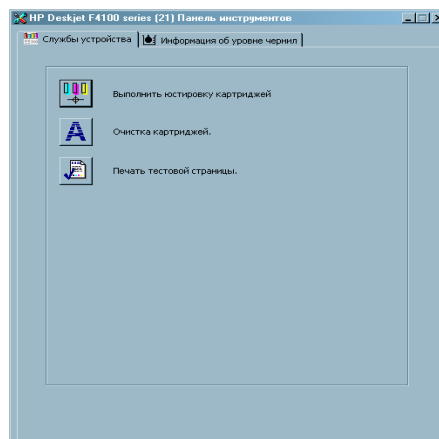 HP Deskjet F4100 series (21) Панель инструментов
Службы устройства Информация об уровне чернил
Выполнить юстировку картриджей
Очистка картриджей.
Печать тестовой страницы.